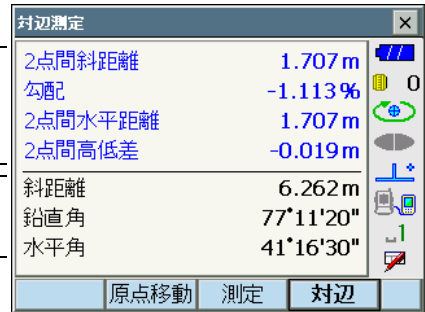 対辺測定
2点間斜距離 1.707m
勾配 -1.113%
2点間水平距離 1.707m
2点間高低差 -0.019m
斜距離 6.262m
鉛直角 77°11'20"
水平角 41°16'30"
0
1
原点移動 測定 対辺